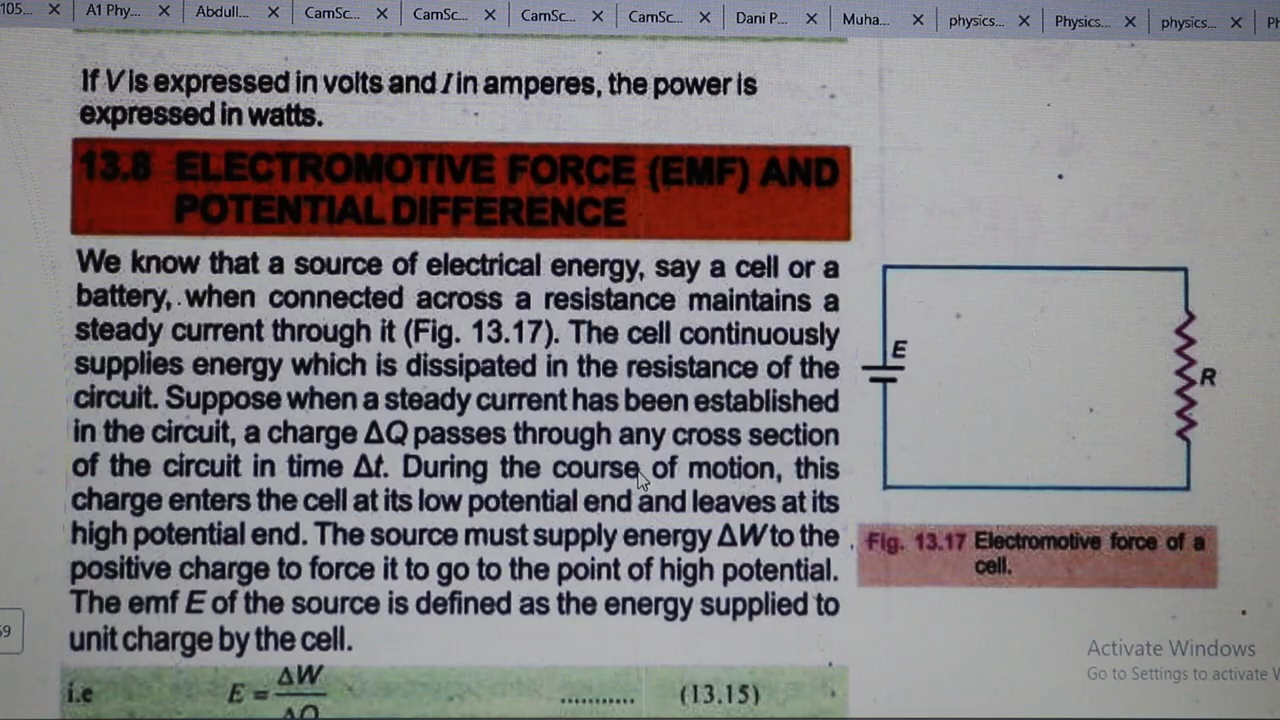 105...
A1 Phy...
Abdull...
CamSc...
CamSc...
CamSc...
CamSc...
Dani P...
Muha...
physics...
Physics...
physics...
If V is expressed in volts and I in amperes, the power is
expressed in watts.
13.8 ELECTROMOTIVE FORCE (EMF) AND
POTENTIAL DIFFERENCE
We know that a source of electrical energy, say a cell or a
battery, when connected across a resistance maintains a
steady current through it (Fig. 13.17). The cell continuously
supplies energy which is dissipated in the resistance of the
circuit. Suppose when a steady current has been established
in the circuit, a charge ΔQ passes through any cross section
of the circuit in time Δt. During the course of motion, this
charge enters the cell at its low potential end and leaves at its
high potential end. The source must supply energy ΔW to the
positive charge to force it to go to the point of high potential.
The emf E of the source is defined as the energy supplied to
unit charge by the cell.
i.e E = ΔW / ΔQ ........... (13.15)
E
R
Fig. 13.17 Electromotive force of a
cell.
Activate Windows
Go to Settings to activate